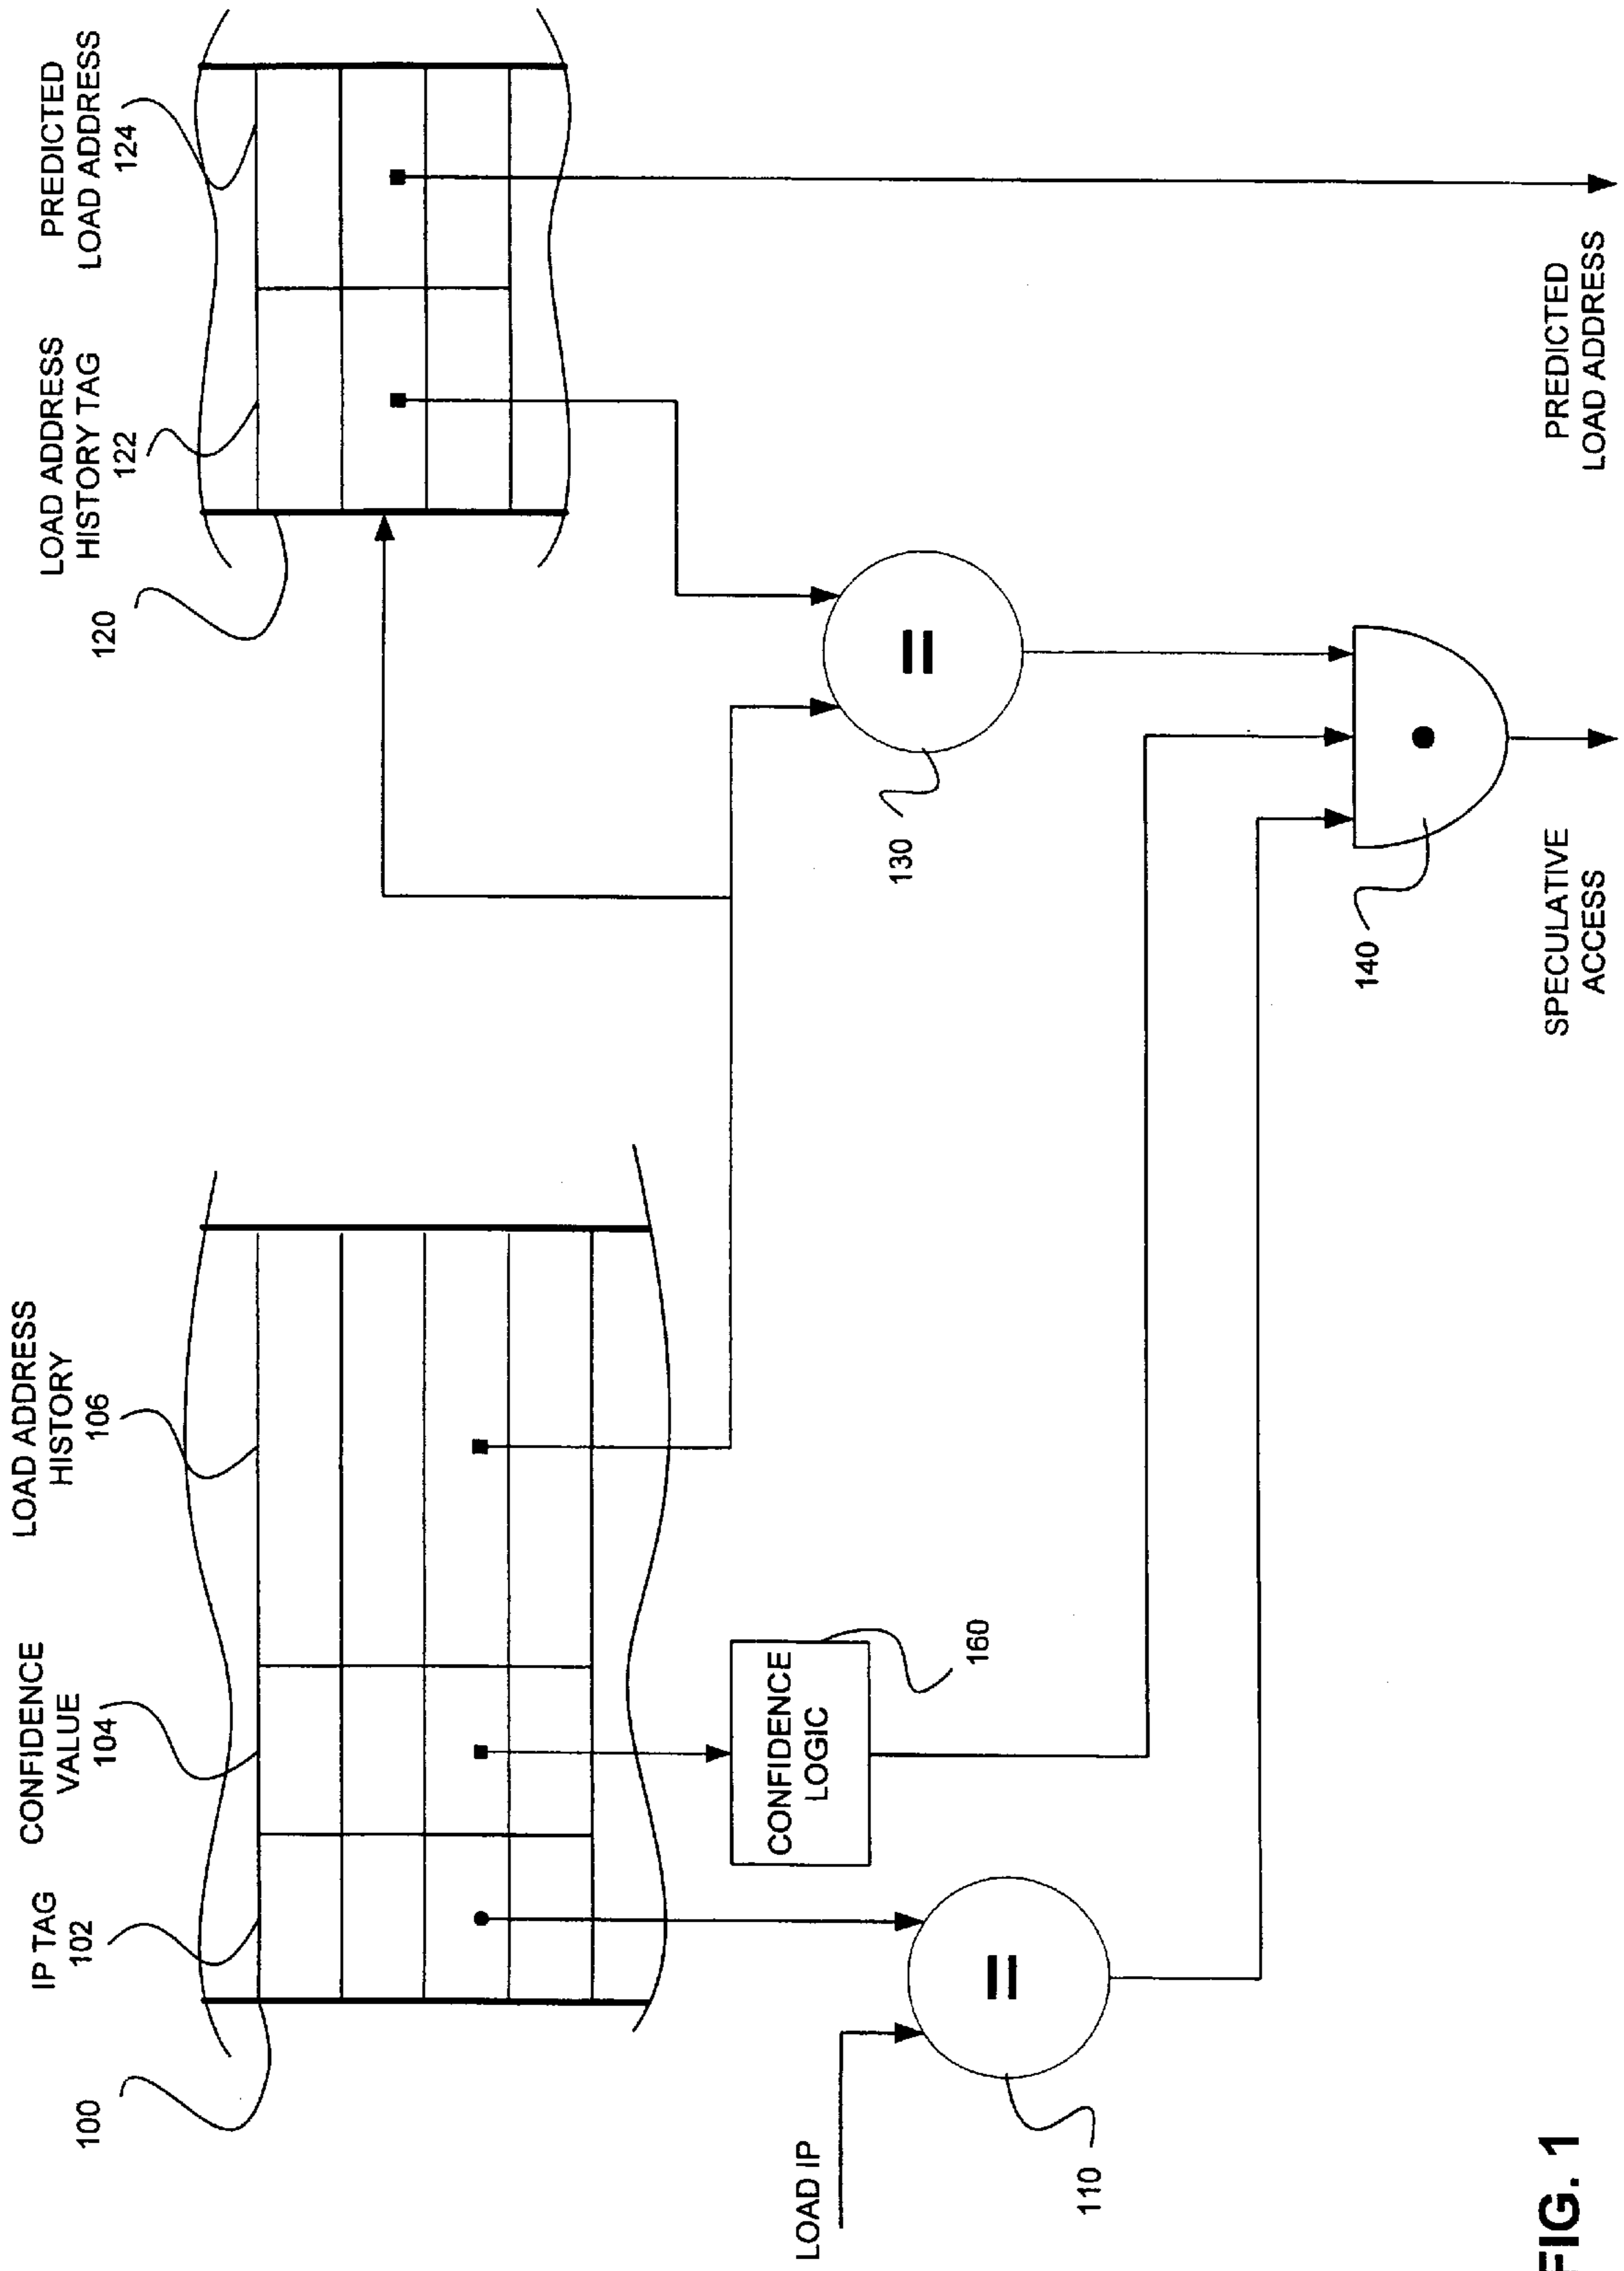 IP TAG
102
CONFIDENCE
VALUE
104
LOAD ADDRESS
HISTORY
106
LOAD ADDRESS
HISTORY TAG
122
PREDICTED
LOAD ADDRESS
124
100
120
LOAD IP
110
=
CONFIDENCE
LOGIC
160
130
=
140
SPECULATIVE
ACCESS
PREDICTED
LOAD ADDRESS
FIG. 1